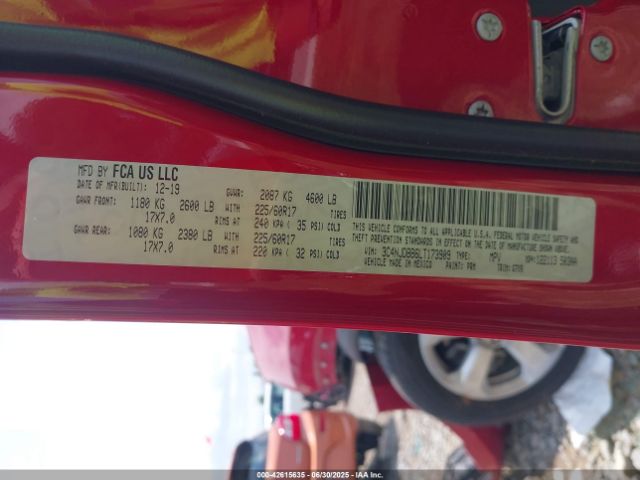 MFD BY FCA US LLC
DATE OF MFR(BUILT): 12-19 GVWR: 2087 KG 4600 LB
GAWR FRONT: 1180 KG 2600 LB WITH 225/60R17 TIRES
17X7.0 RIMS AT 240 KPA ( 35 PSI) COLD
GAWR REAR: 1080 KG 2380 LB WITH 225/60R17 TIRES
17X7.0 RIMS AT 220 KPA ( 32 PSI) COLD
THIS VEHICLE CONFORMS TO ALL APPLICABLE U.S.A. FEDERAL MOTOR VEHICLE SAFETY AND
THEFT PREVENTION STANDARDS IN EFFECT ON THE DATE OF MANUFACTURE SHOWN ABOVE.
VIN: 3C4NJDBB6LT173909 TYPE: MPV
VEHICLE MADE IN MEXICO PAINT: PRM TRIM:
000-42615635 06/30/2025 - IAA Inc.